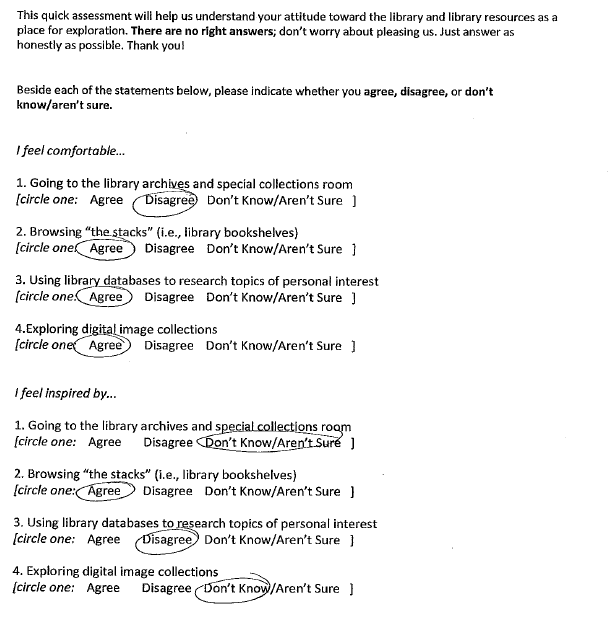 This quick assessment will help us understand your attitude toward the library and library resources as a
place for exploration. There are no right answers; don't worry about pleasing us. Just answer as
honestly as possible. Thank you!
Beside each of the statements below, please indicate whether you agree, disagree, or don't
know/aren't sure.
I feel comfortable...
1. Going to the library archives and special collections room
[circle one: Agree Disagree Don't Know/Aren't Sure ]
2. Browsing "the stacks" (i.e., library bookshelves)
[circle one: Agree Disagree Don't Know/Aren't Sure ]
3. Using library databases to research topics of personal interest
[circle one: Agree Disagree Don't Know/Aren't Sure ]
4.Exploring digital image collections
[circle one: Agree Disagree Don't Know/Aren't Sure ]
I feel inspired by...
1. Going to the library archives and special collections room
[circle one: Agree Disagree Don't Know/Aren't Sure ]
2. Browsing "the stacks" (i.e., library bookshelves)
[circle one: Agree Disagree Don't Know/Aren't Sure ]
3. Using library databases to research topics of personal interest
[circle one: Agree Disagree Don't Know/Aren't Sure ]
4. Exploring digital image collections
[circle one: Agree Disagree Don't Know/Aren't Sure ]